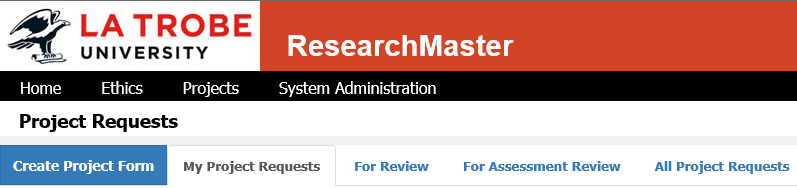 LA TROBE
UNIVERSITY
ResearchMaster
Home Ethics Projects System Administration
Project Requests
Create Project Form My Project Requests For Review For Assessment Review All Project Requests